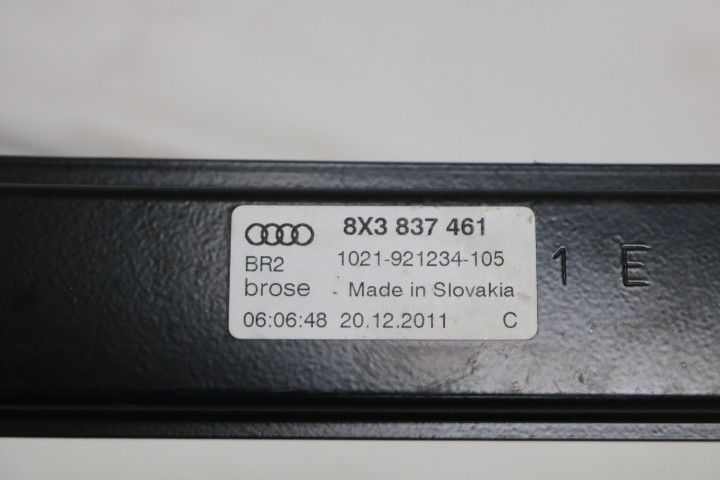 8X3 837 461
BR2 1021-921234-105
brose Made in Slovakia
06:06:48 20.12.2011 C
1 E